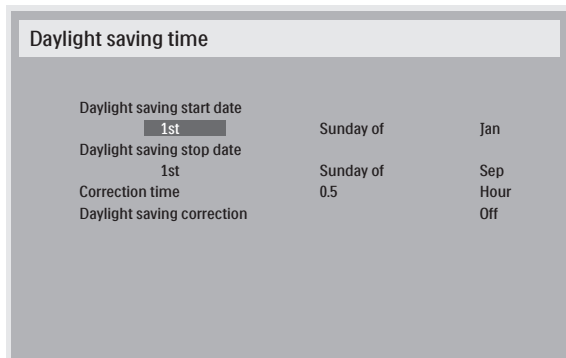 Daylight saving time
Daylight saving start date
1st Sunday of Jan
Daylight saving stop date
1st Sunday of Sep
Correction time 0.5 Hour
Daylight saving correction Off